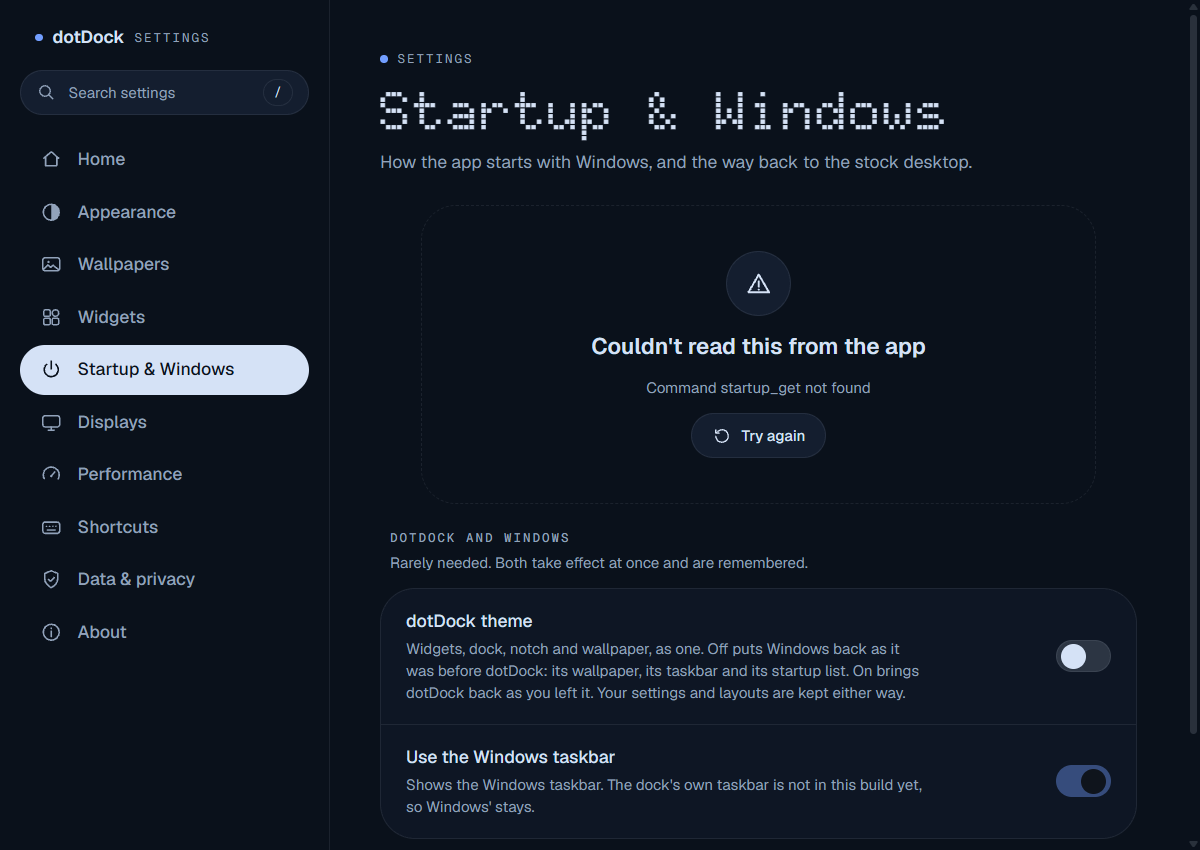 dotDock SETTINGS
Search settings /
Home
Appearance
Wallpapers
Widgets
Startup & Windows
Displays
Performance
Shortcuts
Data & privacy
About
SETTINGS
Startup & Windows
How the app starts with Windows, and the way back to the stock desktop.
Couldn't read this from the app
Command startup_get not found
Try again
DOTDOCK AND WINDOWS
Rarely needed. Both take effect at once and are remembered.
dotDock theme
Widgets, dock, notch and wallpaper, as one. Off puts Windows back as it
was before dotDock: its wallpaper, its taskbar and its startup list. On brings
dotDock back as you left it. Your settings and layouts are kept either way.
Use the Windows taskbar
Shows the Windows taskbar. The dock's own taskbar is not in this build yet,
so Windows' stays.